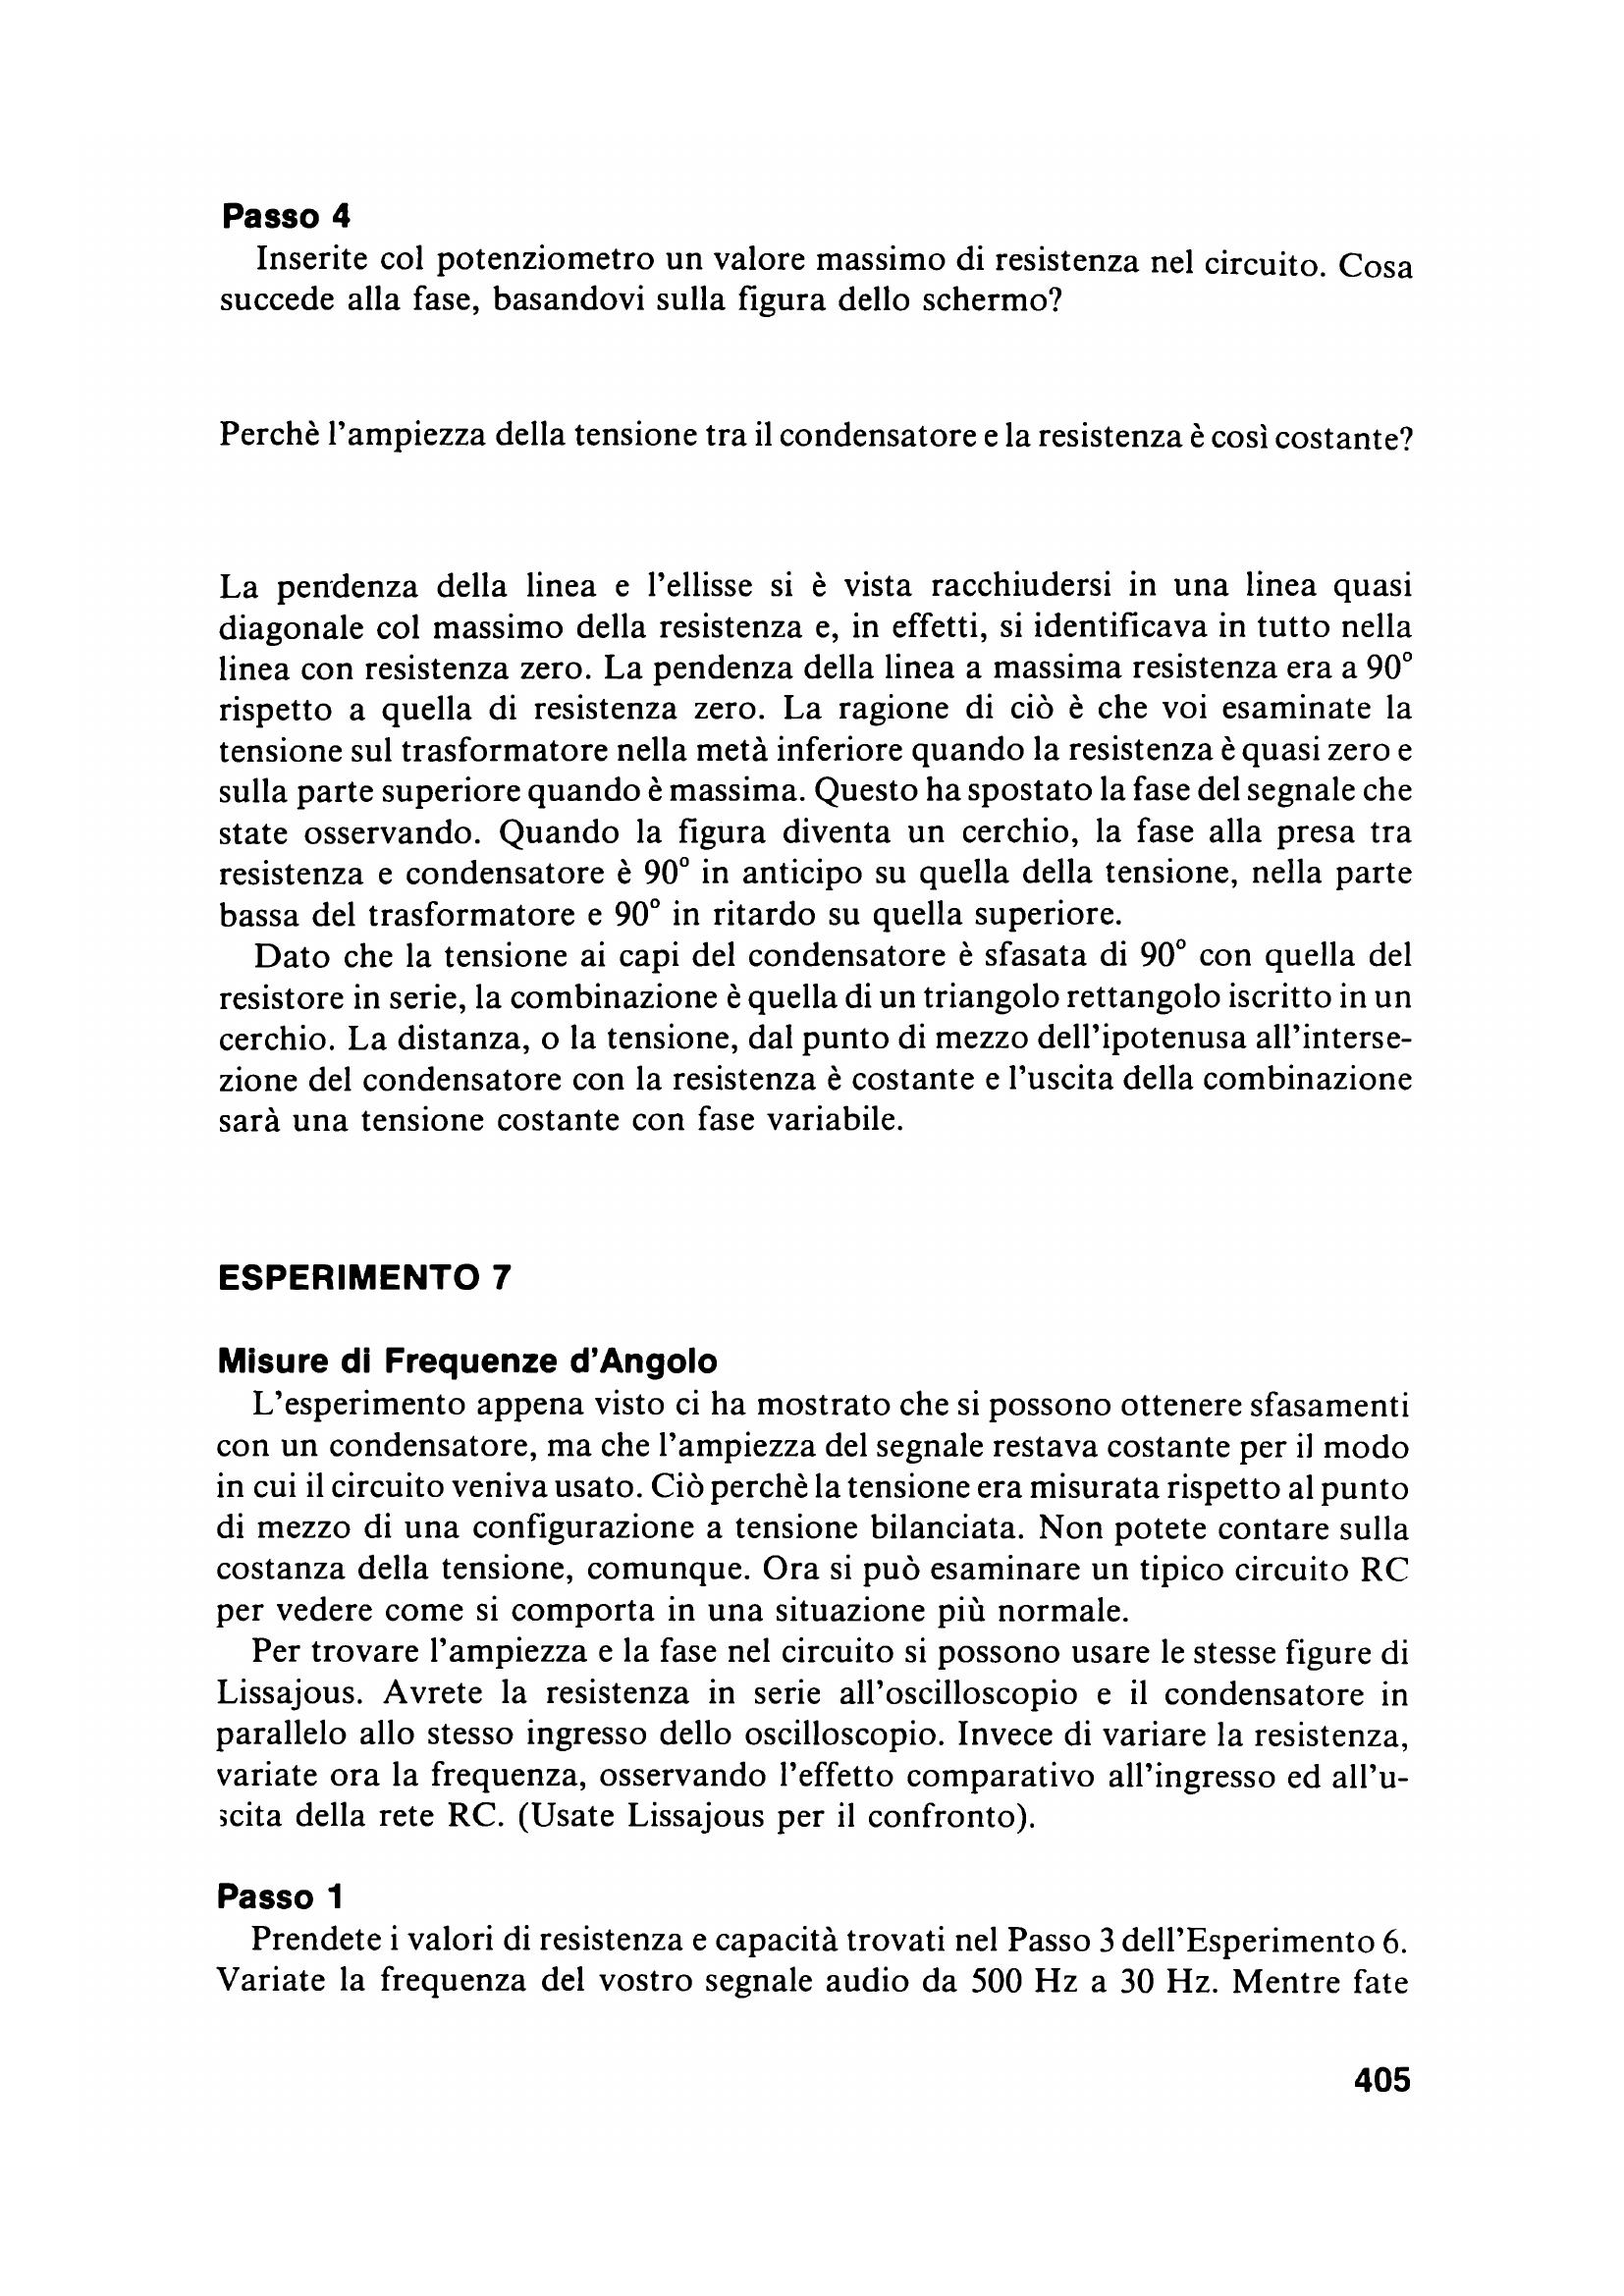 Passo 4
Inserite col potenziometro un valore massimo di resistenza nel circuito. Cosa
succede alla fase, basandovi sulla figura dello schermo?
Perchè l'ampiezza della tensione tra il condensatore e la resistenza è così costante?
La pendenza della linea e l'ellisse si è vista racchiudersi in una linea quasi
diagonale col massimo della resistenza e, in effetti, si identificava in tutto nella
linea con resistenza zero. La pendenza della linea a massima resistenza era a 90°
rispetto a quella di resistenza zero. La ragione di ciò è che voi esaminate la
tensione sul trasformatore nella metà inferiore quando la resistenza è quasi zero e
sulla parte superiore quando è massima. Questo ha spostato la fase del segnale che
state osservando. Quando la figura diventa un cerchio, la fase alla presa tra
resistenza e condensatore è 90° in anticipo su quella della tensione, nella parte
bassa del trasformatore e 90° in ritardo su quella superiore.
Dato che la tensione ai capi del condensatore è sfasata di 90° con quella del
resistore in serie, la combinazione è quella di un triangolo rettangolo iscritto in un
cerchio. La distanza, o la tensione, dal punto di mezzo dell'ipotenusa all'interse-
zione del condensatore con la resistenza è costante e l'uscita della combinazione
sarà una tensione costante con fase variabile.
ESPERIMENTO 7
Misure di Frequenze d'Angolo
L'esperimento appena visto ci ha mostrato che si possono ottenere sfasamenti
con un condensatore, ma che l'ampiezza del segnale restava costante per il modo
in cui il circuito veniva usato. Ciò perchè la tensione era misurata rispetto al punto
di mezzo di una configurazione a tensione bilanciata. Non potete contare sulla
costanza della tensione, comunque. Ora si può esaminare un tipico circuito RC
per vedere come si comporta in una situazione più normale.
Per trovare l'ampiezza e la fase nel circuito si possono usare le stesse figure di
Lissajous. Avrete la resistenza in serie all'oscilloscopio e il condensatore in
parallelo allo stesso ingresso dello oscilloscopio. Invece di variare la resistenza,
variate ora la frequenza, osservando l'effetto comparativo all'ingresso ed all'u-
scita della rete RC. (Usate Lissajous per il confronto).
Passo 1
Prendete i valori di resistenza e capacità trovati nel Passo 3 dell'Esperimento 6.
Variate la frequenza del vostro segnale audio da 500 Hz a 30 Hz. Mentre fate
405